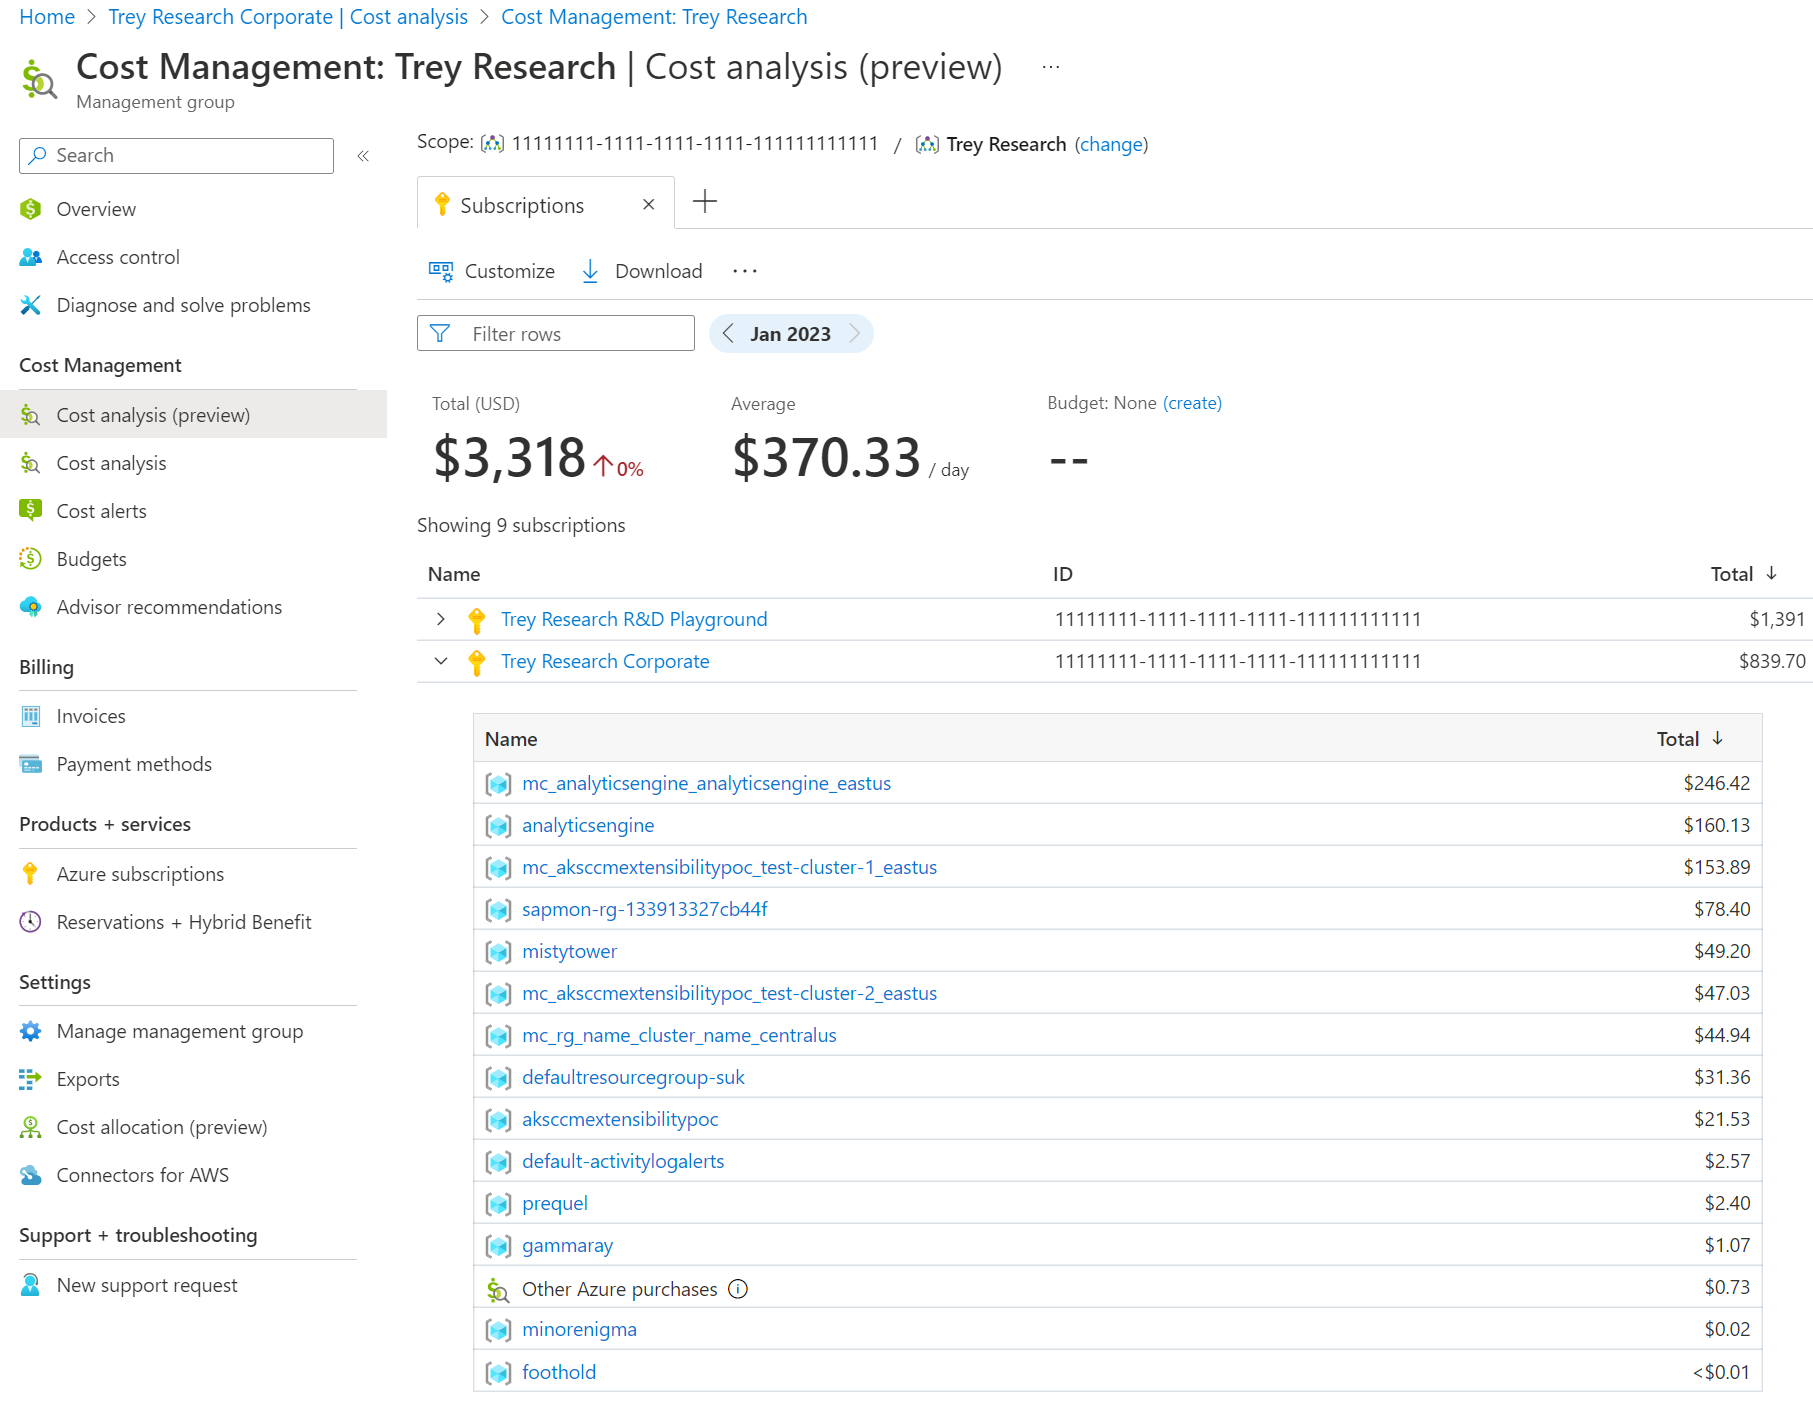 Home > Trey Research Corporate | Cost analysis > Cost Management: Trey Research
Cost Management: Trey Research | Cost analysis (preview) ···
Management group
Search «
Overview
Access control
Diagnose and solve problems
Cost Management
Cost analysis (preview)
Cost analysis
Cost alerts
Budgets
Advisor recommendations
Billing
Invoices
Payment methods
Products + services
Azure subscriptions
Reservations + Hybrid Benefit
Settings
Manage management group
Exports
Cost allocation (preview)
Connectors for AWS
Support + troubleshooting
New support request
Scope: 11111111-1111-1111-1111-111111111111 / Trey Research (change)
Subscriptions × +
Customize Download ···
Filter rows < Jan 2023 >
Total (USD) Average Budget: None (create)
$3,318 ↑0% $370.33 / day --
Showing 9 subscriptions
Name ID Total ↓
> Trey Research R&D Playground 11111111-1111-1111-1111-111111111111 $1,391
Trey Research Corporate 11111111-1111-1111-1111-111111111111 $839.70
Name Total ↓
mc_analyticsengine_analyticsengine_eastus $246.42
analyticsengine $160.13
mc_aksccmextensibilitypoc_test-cluster-1_eastus $153.89
sapmon-rg-133913327cb44f $78.40
mistytower $49.20
mc_aksccmextensibilitypoc_test-cluster-2_eastus $47.03
mc_rg_name_cluster_name_centralus $44.94
defaultresourcegroup-suk $31.36
aksccmextensibilitypoc $21.53
default-activitylogalerts $2.57
prequel $2.40
gammaray $1.07
Other Azure purchases $0.73
minorenigma $0.02
foothold <$0.01